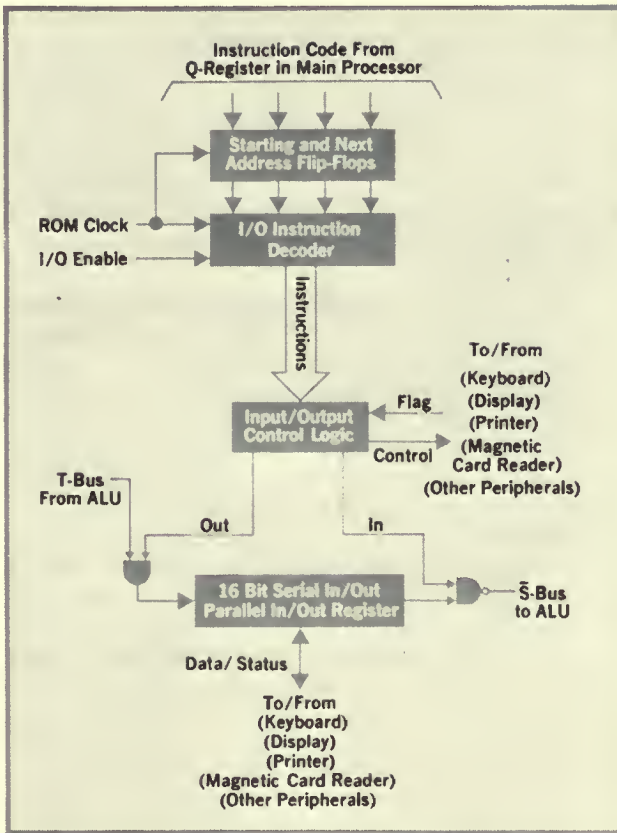 Instruction Code From
Q-Register in Main Processor
Starting and Next
Address Flip-Flops
ROM Clock
I/O Enable
I/O Instruction
Decoder
Instructions
To/From
(Keyboard)
(Display)
(Printer)
(Magnetic
Card Reader)
(Other Peripherals)
Flag
Input/Output
Control Logic
Control
T-Bus
From ALU
Out
In
16 Bit Serial In/Out
Parallel In/Out Register
S̄-Bus
to ALU
Data/ Status
To/From
(Keyboard)
(Display)
(Printer)
(Magnetic Card Reader)
(Other Peripherals)